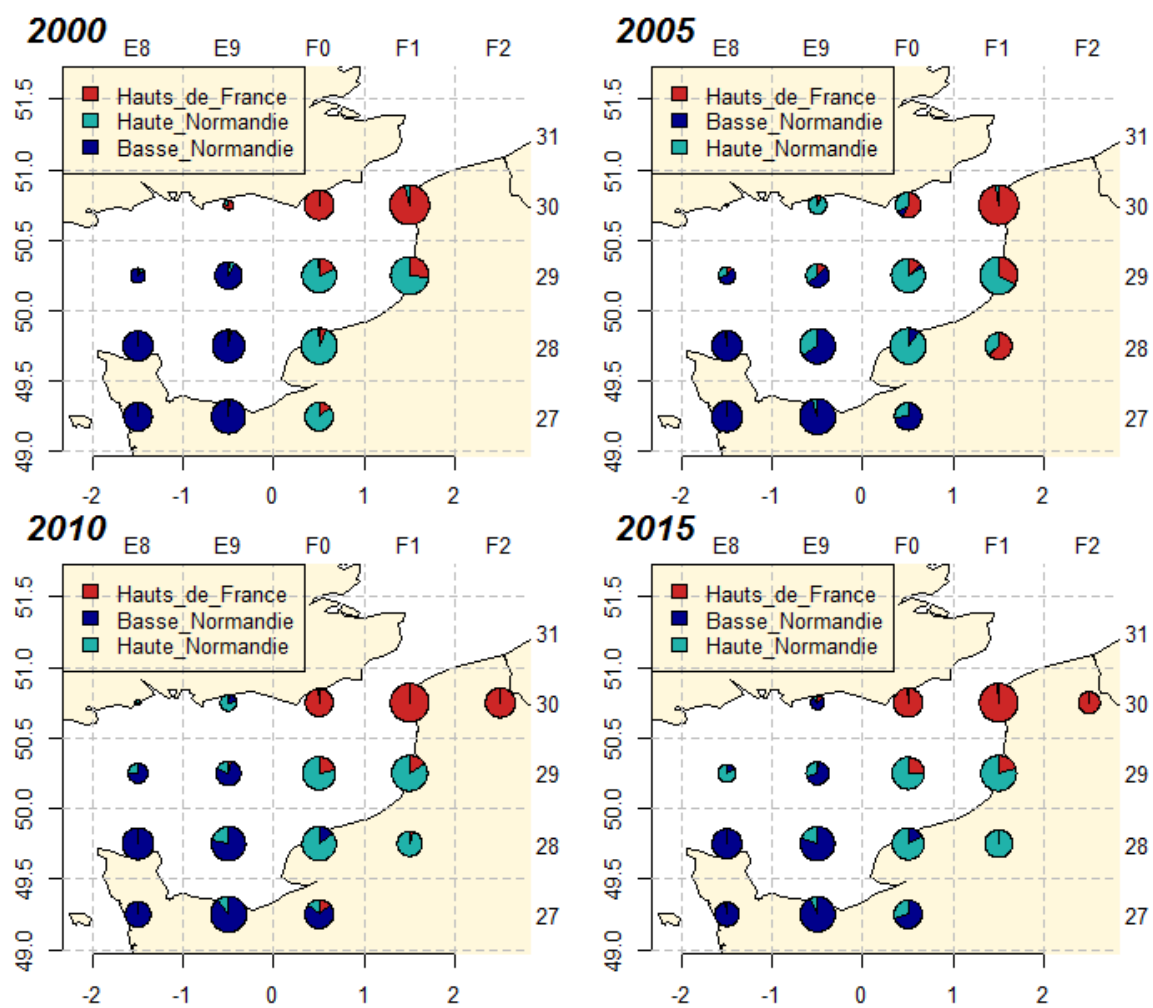 2000
E8 E9 F0 F1 F2
Hauts_de_France
Haute_Normandie
Basse_Normandie
51.5
51.0
50.5
50.0
49.5
49.0
31
30
29
28
27
-2 -1 0 1 2
2005
E8 E9 F0 F1 F2
Hauts_de_France
Basse_Normandie
Haute_Normandie
51.5
51.0
50.5
50.0
49.5
49.0
31
30
29
28
27
-2 -1 0 1 2
2010
E8 E9 F0 F1 F2
Hauts_de_France
Basse_Normandie
Haute_Normandie
51.5
51.0
50.5
50.0
49.5
49.0
31
30
29
28
27
-2 -1 0 1 2
2015
E8 E9 F0 F1 F2
Hauts_de_France
Basse_Normandie
Haute_Normandie
51.5
51.0
50.5
50.0
49.5
49.0
31
30
29
28
27
-2 -1 0 1 2